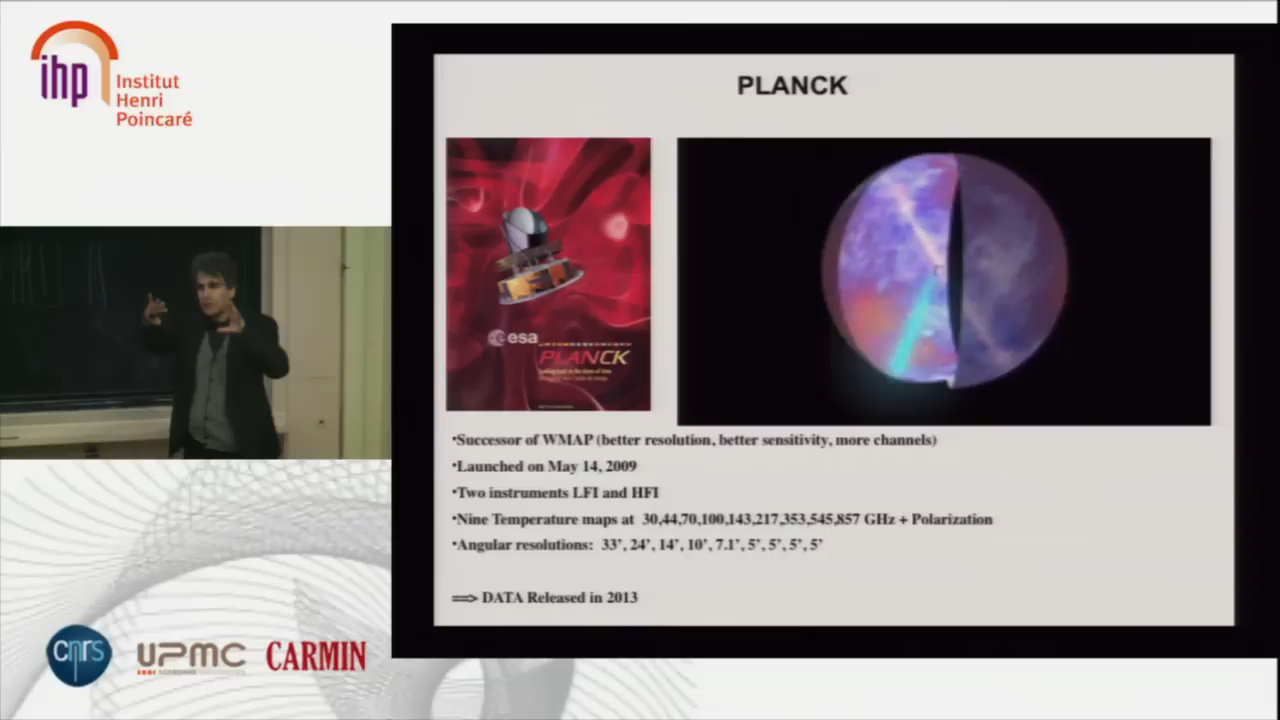 ihp
Institut
Henri
Poincaré
PLANCK
esa
PLANCK
•Successor of WMAP (better resolution, better sensitivity, more channels)
•Launched on May 14, 2009
•Two instruments LFI and HFI
•Nine Temperature maps at 30,44,70,100,143,217,353,545,857 GHz + Polarization
•Angular resolutions: 33’, 24’, 14’, 10’, 7.1’, 5’, 5’, 5’, 5’
==> DATA Released in 2013
cnrs
UPMC
CARMIN